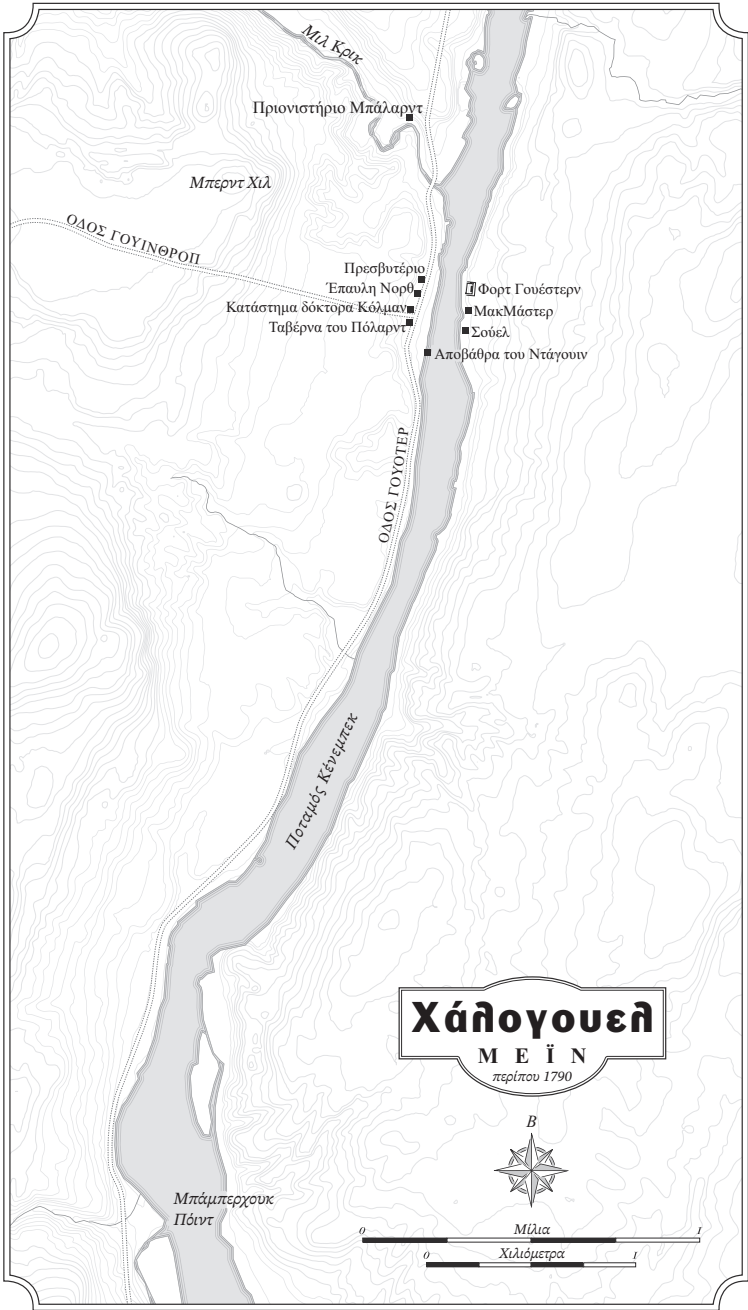 Μιλ Κρικ
Πριονιστήριο Μπάλαρντ
Μπερντ Χιλ
ΟΔΟΣ ΓΟΥΙΝΘΡΟΠ
Πρεσβυτέριο
Έπαυλη Νορθ
Κατάστημα δόκτορα Κόλμαν
Ταβέρνα του Πόλαρντ
Φορτ Γουέστερν
ΜακΜάστερ
Σούελ
Αποβάθρα του Ντάγουιν
ΟΔΟΣ ΓΟΥΟΤΕΡ
Ποταμός Κένεμπεκ
Χάλογουελ
ΜΕΪΝ
περίπου 1790
Β
Μπάμπερχουκ
Πόιντ
0 Μίλια 1
Χιλιόμετρα
0 1